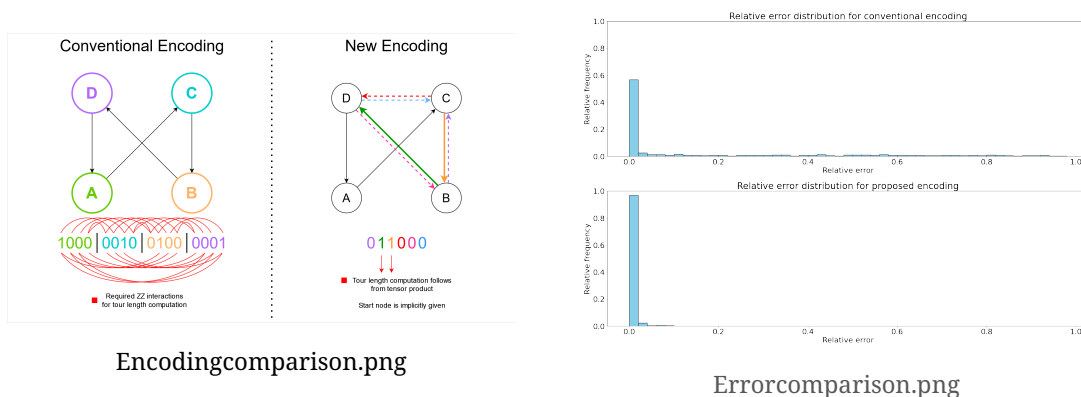 Conventional Encoding
New Encoding
D
C
A
B
1000|0010|0100|0001
Required ZZ interactions
for tour length computation
D
C
A
B
011000
Tour length computation follows
from tensor product
Start node is implicitly given
Encodingcomparison.png
Relative error distribution for conventional encoding
Relative frequency
1.0
0.8
0.6
0.4
0.2
0.0
0.0 0.2 0.4 0.6 0.8 1.0
Relative error
Relative error distribution for proposed encoding
Relative frequency
1.0
0.8
0.6
0.4
0.2
0.0
0.0 0.2 0.4 0.6 0.8 1.0
Relative error
Errorcomparison.png